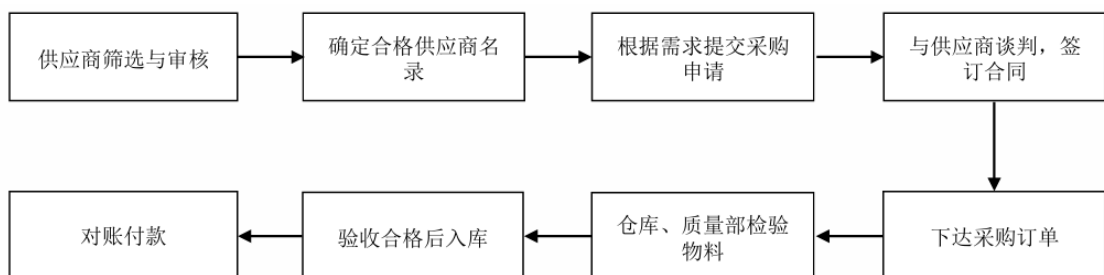 供应商筛选与审核
确定合格供应商名
录
根据需求提交采购
申请
与供应商谈判，签
订合同
下达采购订单
仓库、质量部检验
物料
验收合格后入库
对账付款